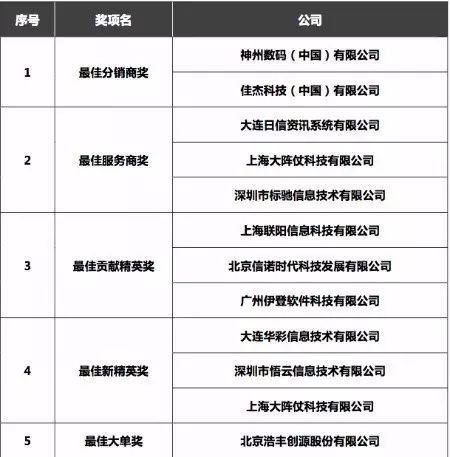 序号 奖项名 公司
1 最佳分销商奖 神州数码（中国）有限公司
佳杰科技（中国）有限公司
2 最佳服务商奖 大连日信资讯系统有限公司
上海大阵仗科技有限公司
深圳市标驰信息技术有限公司
3 最佳贡献精英奖 上海联阳信息科技有限公司
北京信诺时代科技发展有限公司
广州伊登软件科技有限公司
4 最佳新精英奖 大连华彩信息技术有限公司
深圳市悟云信息技术有限公司
上海大阵仗科技有限公司
5 最佳大单奖 北京浩丰创源股份有限公司